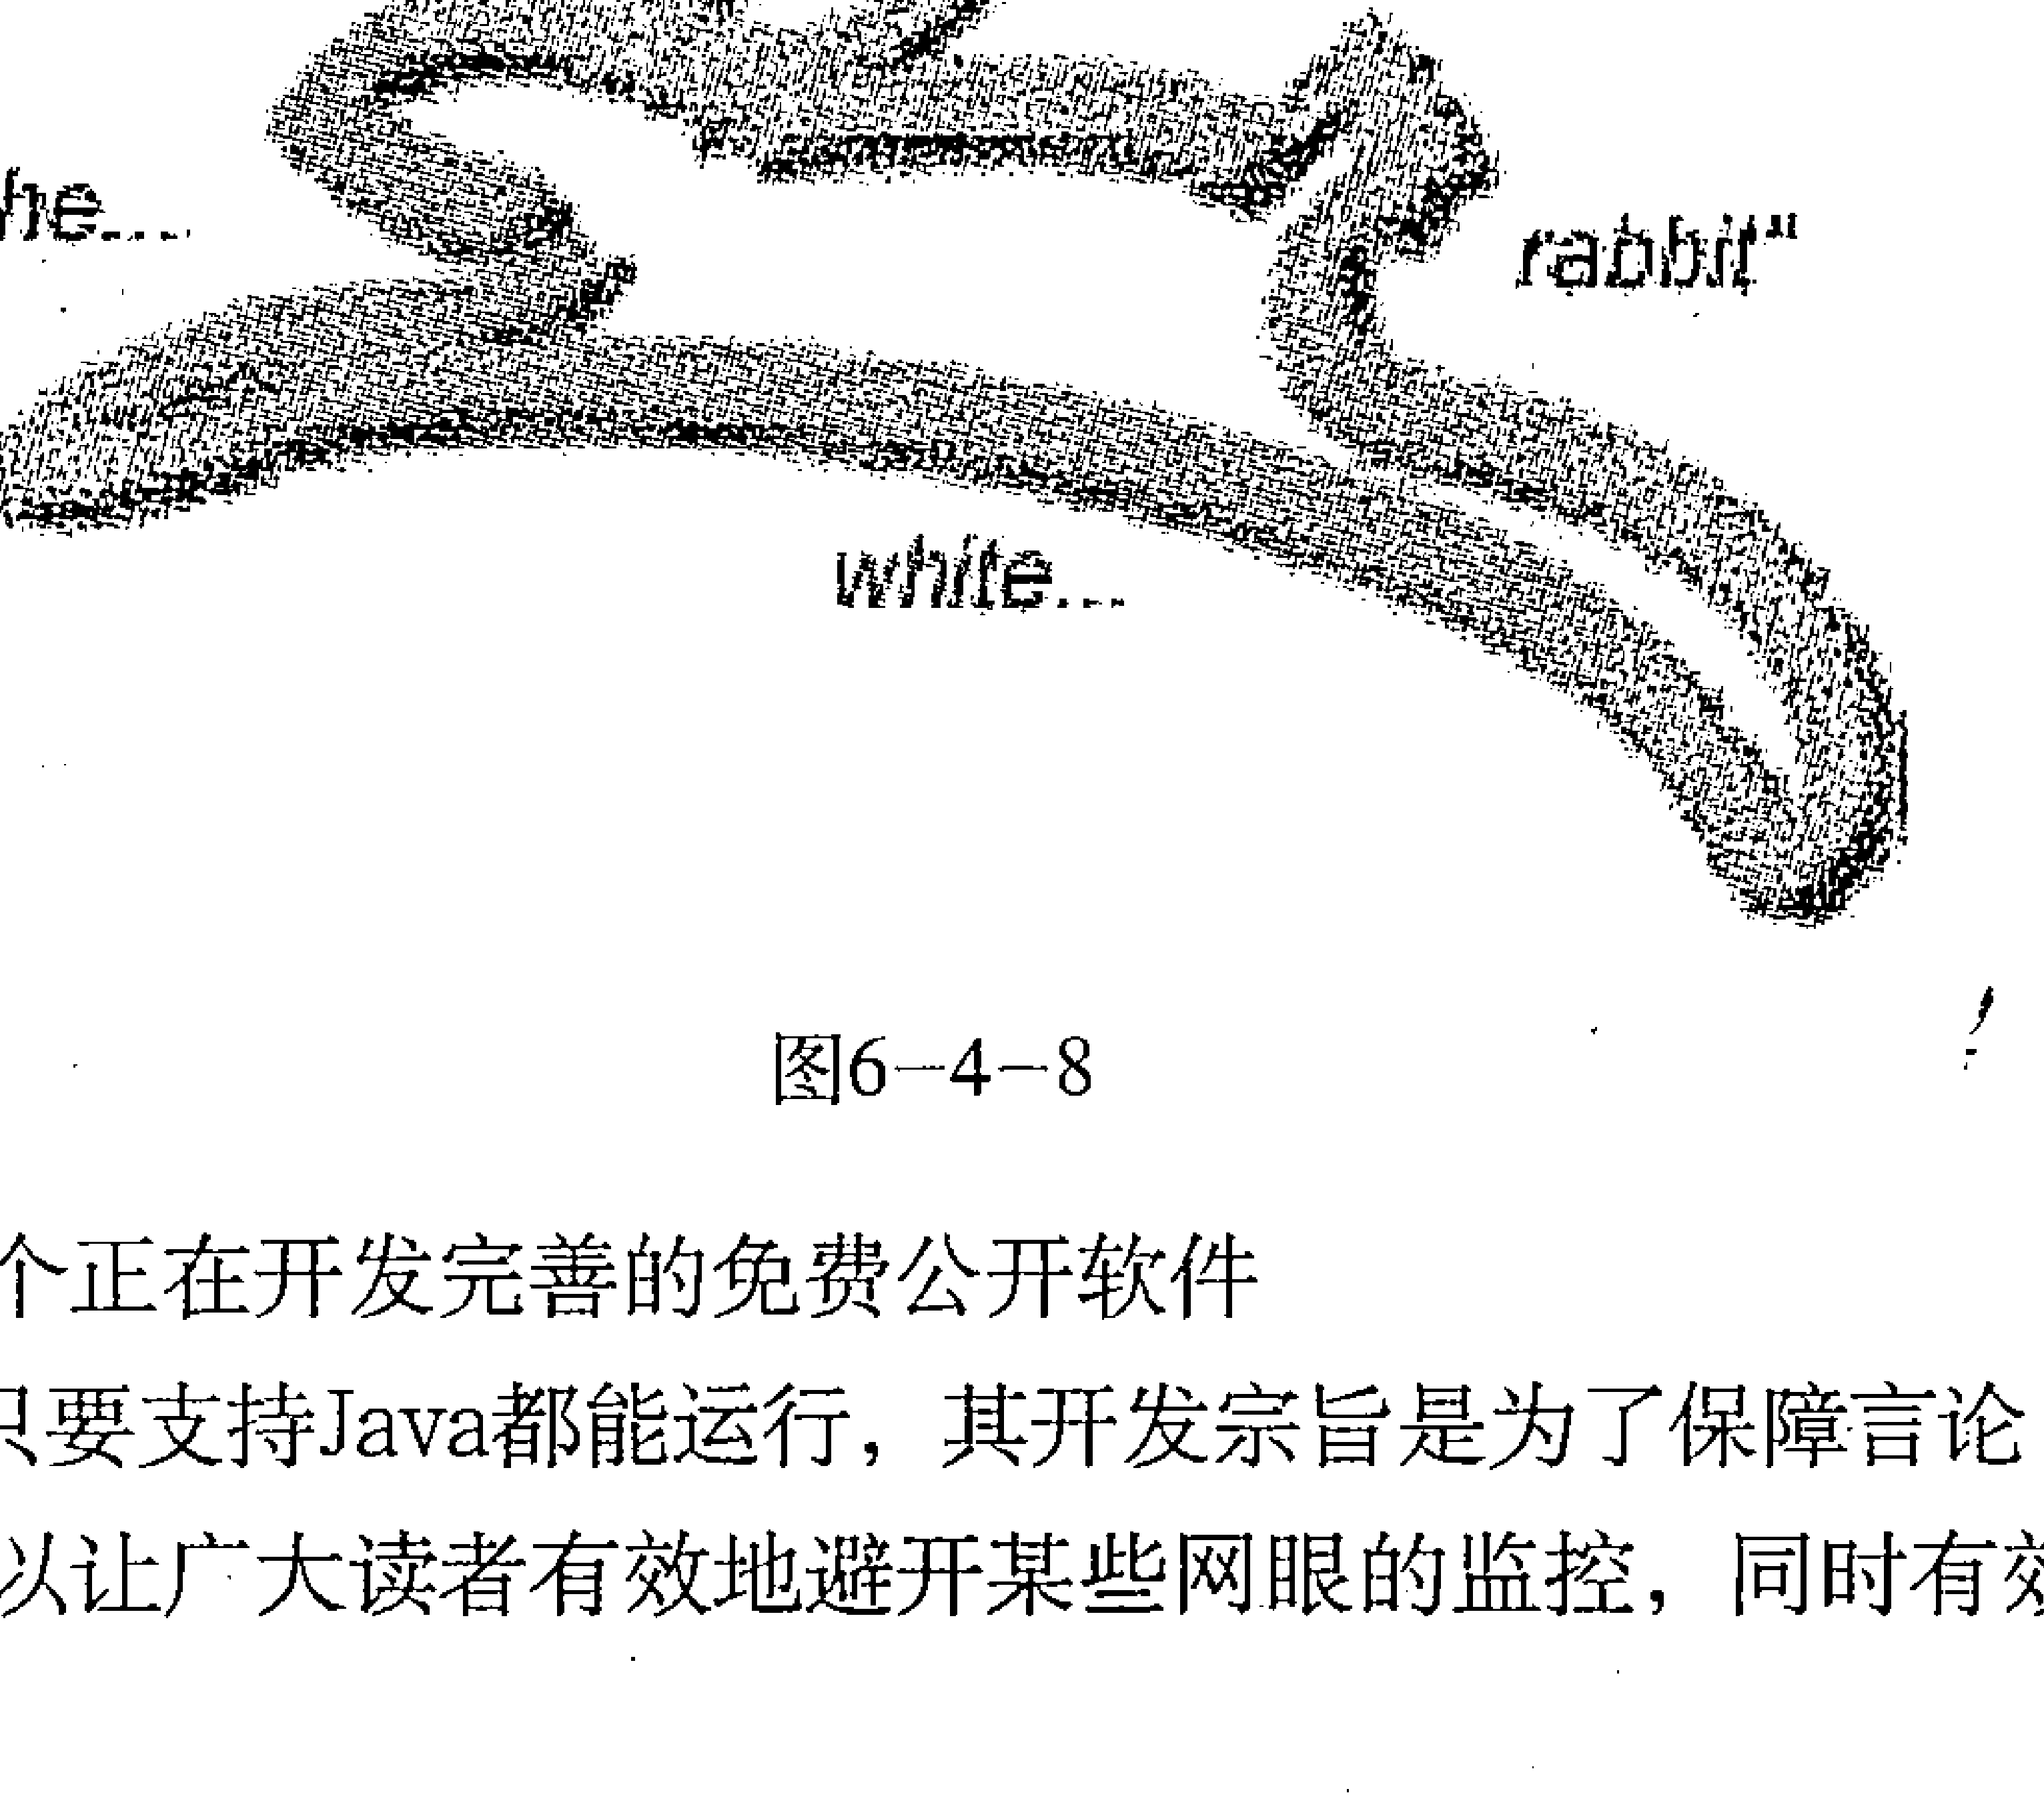 he...
rabbit"
white...
图6-4-8
个正在开发完善的免费公开软件
只要支持Java都能运行，其开发宗旨是为了保障言论
以让广大读者有效地避开某些网眼的监控，同时有效